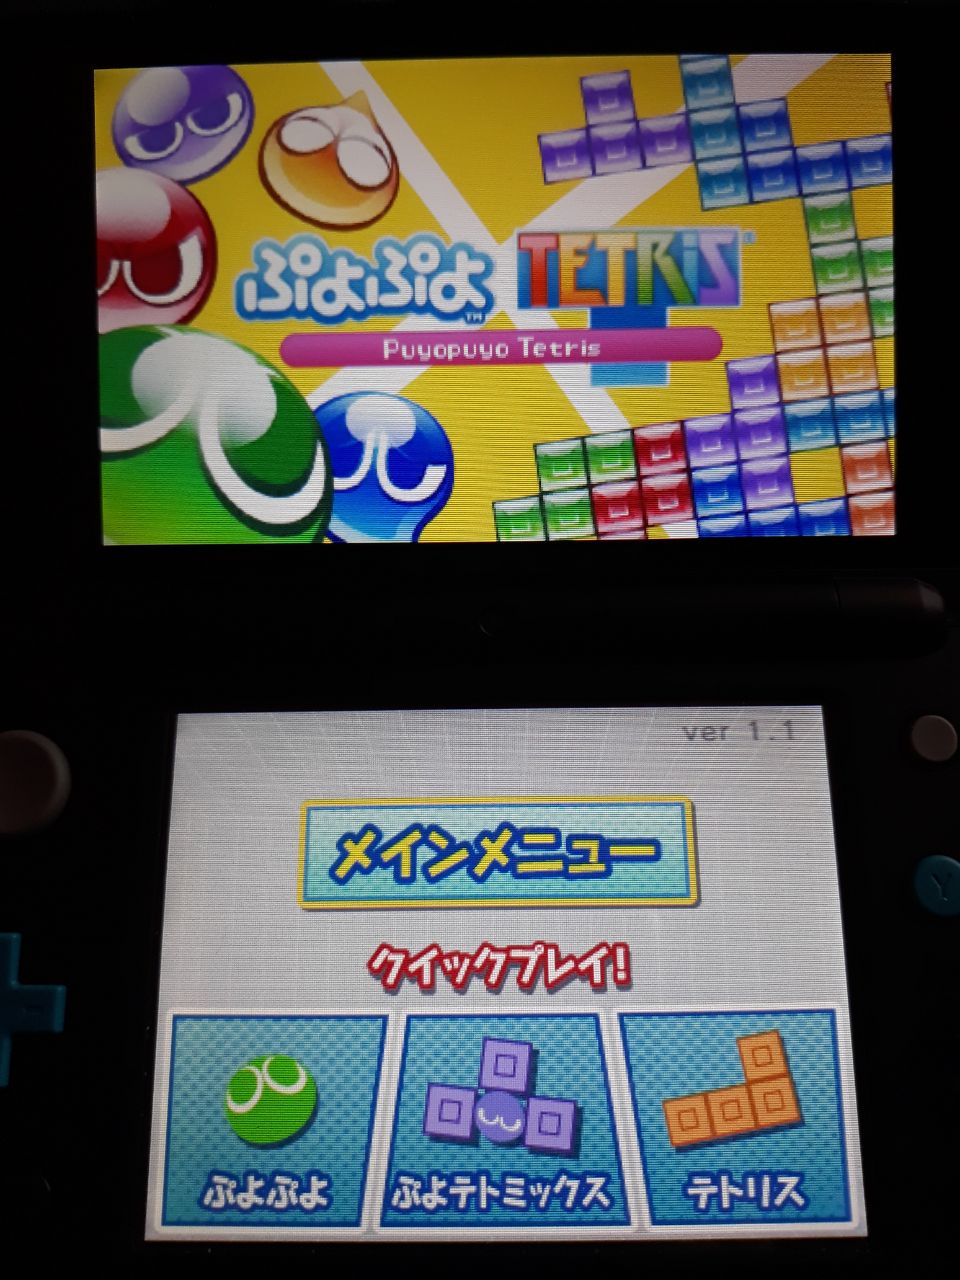 ぷよぷよ™ TETRIS®
Puyopuyo Tetris
ver 1.1
メインメニュー
クイックプレイ!
ぷよぷよ
ぷよテトミックス
テトリス
Y